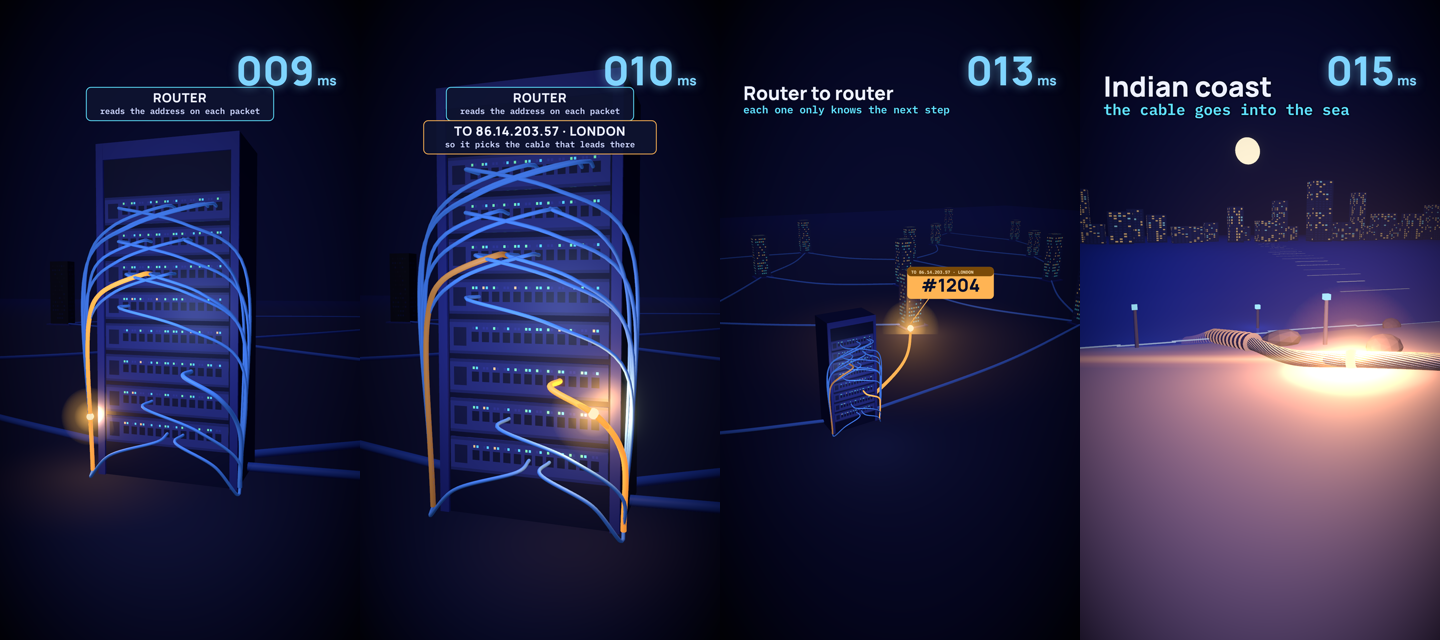 009 ms
ROUTER
reads the address on each packet
010 ms
ROUTER
reads the address on each packet
TO 86.14.203.57 · LONDON
so it picks the cable that leads there
013 ms
Router to router
each one only knows the next step
TO 86.14.203.57 · LONDON
#1204
015 ms
Indian coast
the cable goes into the sea